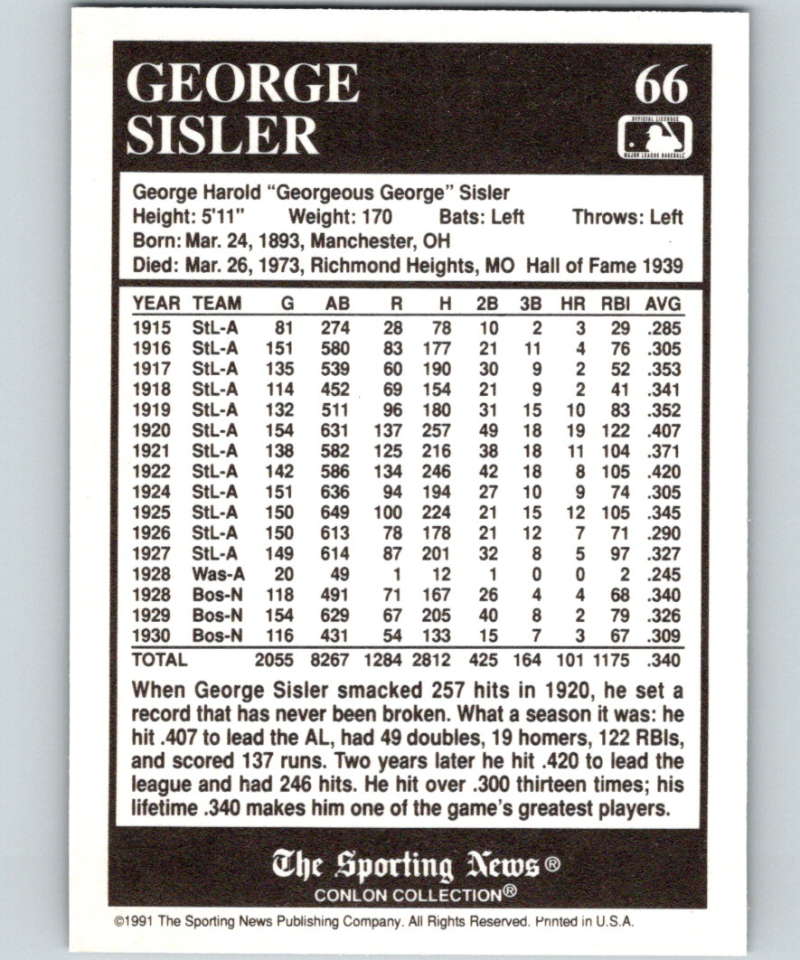 GEORGE 66
SISLER
OFFICIAL LICENSEE
MAJOR LEAGUE BASEBALL
George Harold "Georgeous George" Sisler
Height: 5'11" Weight: 170 Bats: Left Throws: Left
Born: Mar. 24, 1893, Manchester, OH
Died: Mar. 26, 1973, Richmond Heights, MO Hall of Fame 1939
YEAR TEAM G AB R H 2B 3B HR RBI AVG
1915 StL-A 81 274 28 78 10 2 3 29 .285
1916 StL-A 151 580 83 177 21 11 4 76 .305
1917 StL-A 135 539 60 190 30 9 2 52 .353
1918 StL-A 114 452 69 154 21 9 2 41 .341
1919 StL-A 132 511 96 180 31 15 10 83 .352
1920 StL-A 154 631 137 257 49 18 19 122 .407
1921 StL-A 138 582 125 216 38 18 11 104 .371
1922 StL-A 142 586 134 246 42 18 8 105 .420
1924 StL-A 151 636 94 194 27 10 9 74 .305
1925 StL-A 150 649 100 224 21 15 12 105 .345
1926 StL-A 150 613 78 178 21 12 7 71 .290
1927 StL-A 149 614 87 201 32 8 5 97 .327
1928 Was-A 20 49 1 12 1 0 0 2 .245
1928 Bos-N 118 491 71 167 26 4 4 68 .340
1929 Bos-N 154 629 67 205 40 8 2 79 .326
1930 Bos-N 116 431 54 133 15 7 3 67 .309
TOTAL 2055 8267 1284 2812 425 164 101 1175 .340
When George Sisler smacked 257 hits in 1920, he set a
record that has never been broken. What a season it was: he
hit .407 to lead the AL, had 49 doubles, 19 homers, 122 RBIs,
and scored 137 runs. Two years later he hit .420 to lead the
league and had 246 hits. He hit over .300 thirteen times; his
lifetime .340 makes him one of the game's greatest players.
The Sporting News®
CONLON COLLECTION®
©1991 The Sporting News Publishing Company. All Rights Reserved. Printed in U.S.A.